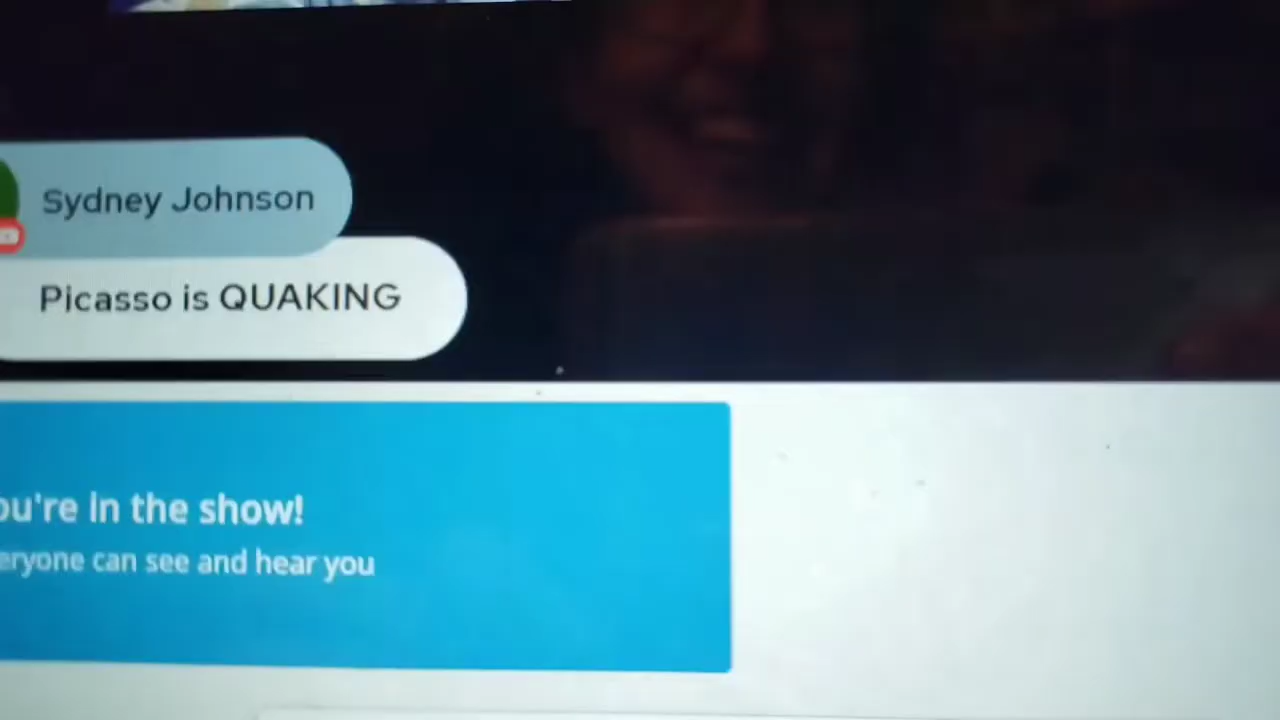 Sydney Johnson
Picasso is QUAKING
ou're in the show!
eryone can see and hear you